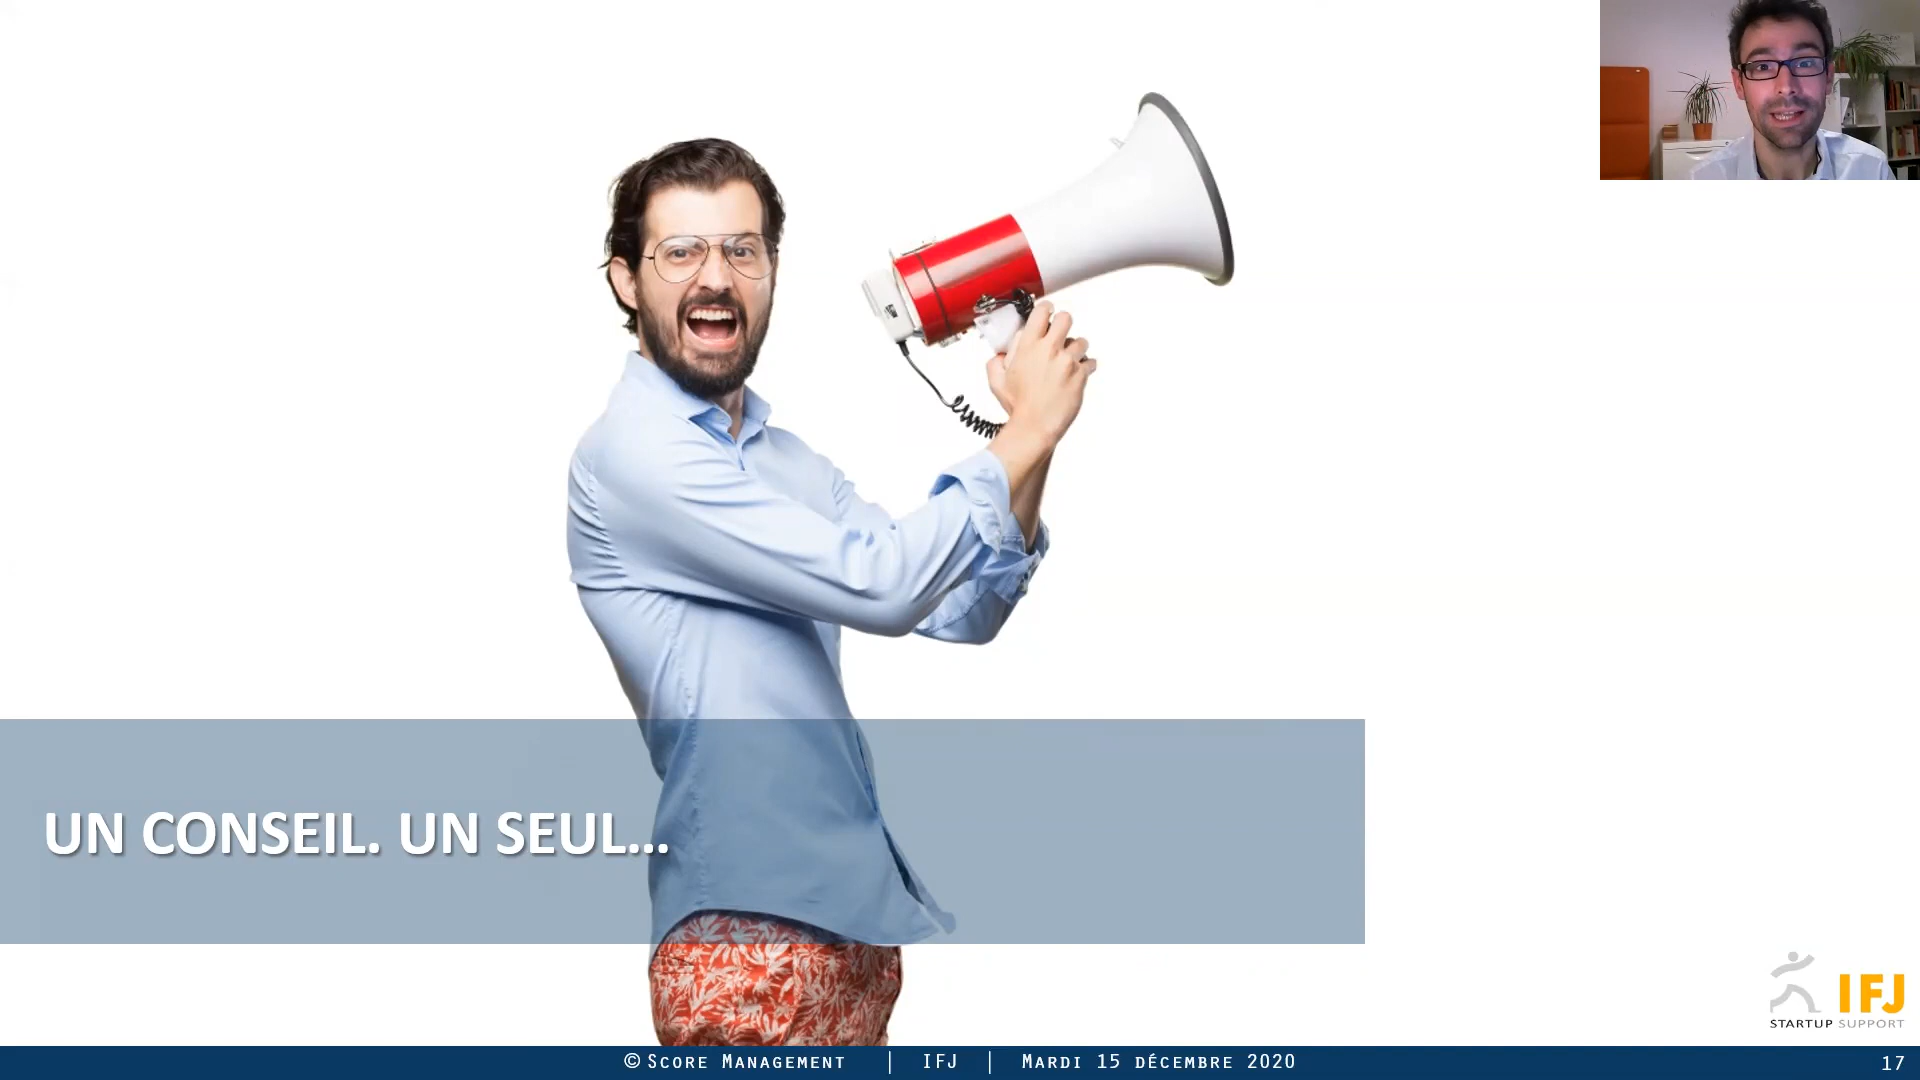 UN CONSEIL. UN SEUL...
IFJ
STARTUP SUPPORT
© SCORE MANAGEMENT | IFJ | MARDI 15 DÉCEMBRE 2020
17